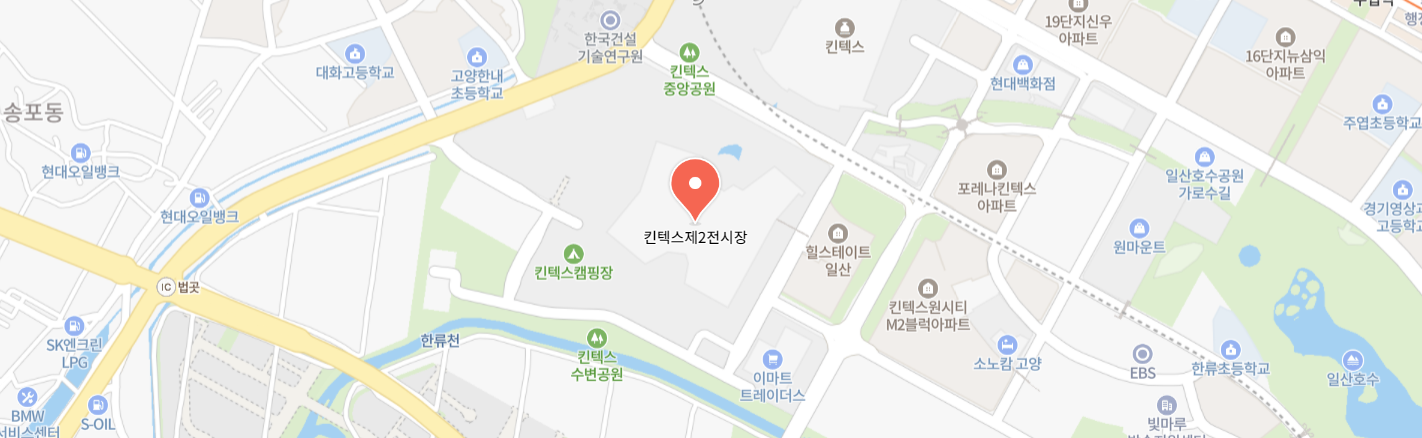 한국건설
기술연구원
킨텍스
19단지신우
아파트
대화고등학교
고양한내
초등학교
킨텍스
중앙공원
현대백화점
16단지뉴삼익
아파트
송포동
주엽초등학교
현대오일뱅크
현대오일뱅크
포레나킨텍스
아파트
일산호수공원
가로수길
킨텍스제2전시장
힐스테이트
일산
원마운트
킨텍스캠핑장
IC 법곳
킨텍스원시티
M2블럭아파트
SK엔크린
LPG
한류천
킨텍스
수변공원
이마트
트레이더스
소노캄 고양
EBS
한류초등학교
일산호수
BMW
서비스센터
S-OIL
빛마루